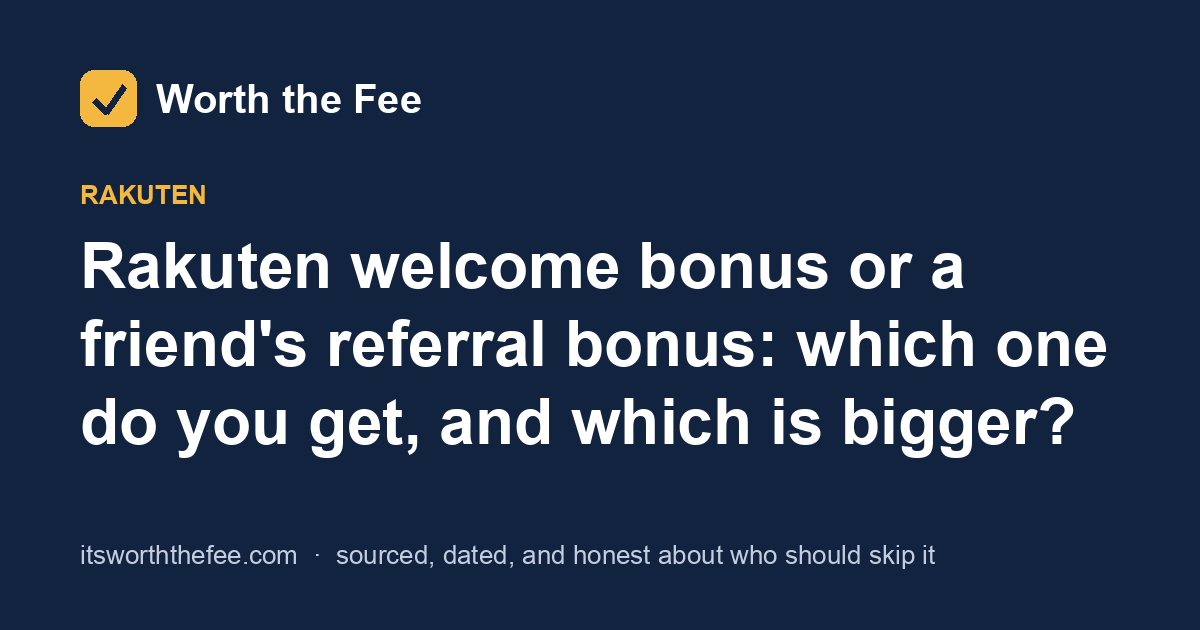 Worth the Fee
RAKUTEN
Rakuten welcome bonus or a
friend's referral bonus: which one
do you get, and which is bigger?
itsworththefee.com · sourced, dated, and honest about who should skip it